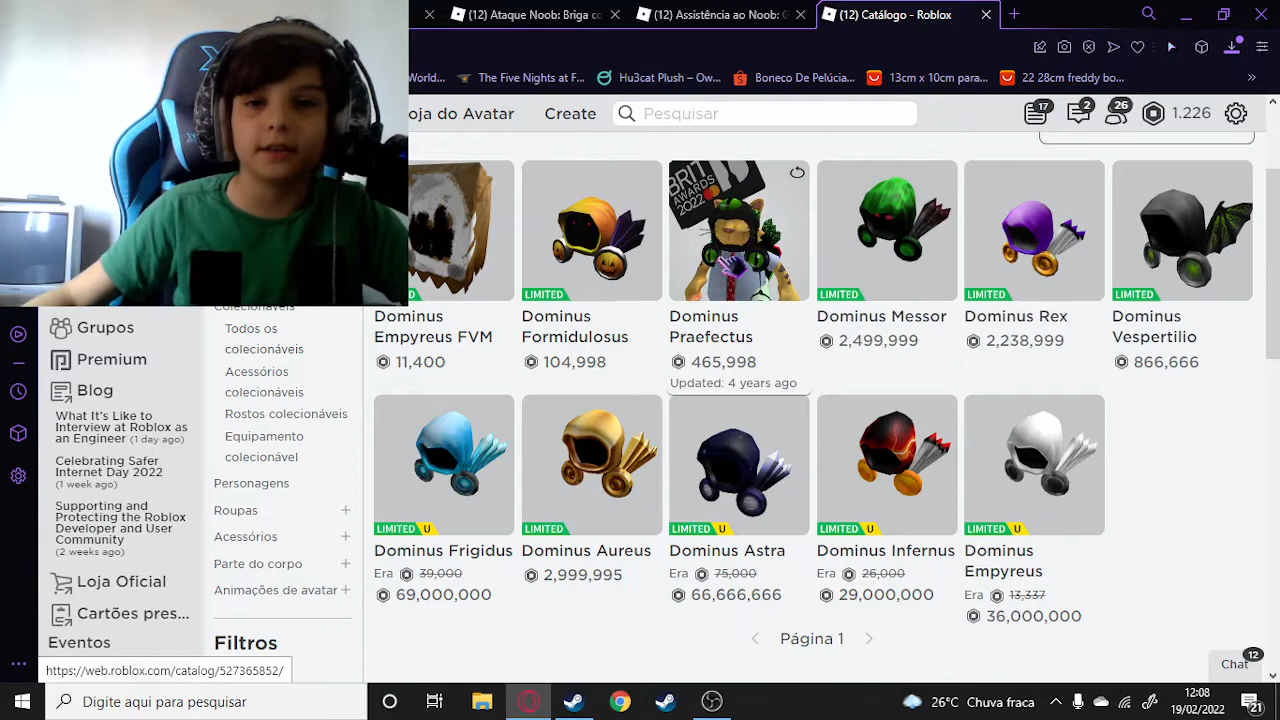 (12) Ataque Noob: Briga co
(12) Assistência ao Noob: G
(12) Catálogo - Roblox
World...
The Five Nights at F...
Hu3cat Plush – Ow...
Boneco De Pelúcia...
13cm x 10cm para...
22 28cm freddy bo...
oja do Avatar
Create
Pesquisar
17
2
26
1.226
BRIT AWARDS 2022
LIMITED
LIMITED
LIMITED
LIMITED
Dominus Empyreus FVM
11,400
Dominus Formidulosus
104,998
Dominus Praefectus
465,998
Updated: 4 years ago
Dominus Messor
2,499,999
Dominus Rex
2,238,999
Dominus Vespertilio
866,666
LIMITED U
LIMITED
LIMITED U
LIMITED U
LIMITED U
Dominus Frigidus
Era 39,000
69,000,000
Dominus Aureus
2,999,995
Dominus Astra
Era 75,000
66,666,666
Dominus Infernus
Era 26,000
29,000,000
Dominus Empyreus
Era 13,337
36,000,000
Página 1
Grupos
Premium
Blog
What It's Like to
Interview at Roblox as
an Engineer (1 day ago)
Celebrating Safer
Internet Day 2022
(1 week ago)
Supporting and
Protecting the Roblox
Developer and User
Community
(2 weeks ago)
Loja Oficial
Cartões pres...
Eventos
Colecionáveis
Todos os
colecionáveis
Acessórios
colecionáveis
Rostos colecionáveis
Equipamento
colecionável
Personagens
Roupas +
Acessórios +
Parte do corpo +
Animações de avatar +
Filtros
https://web.roblox.com/catalog/527365852/
Chat
12
Digite aqui para pesquisar
26°C Chuva fraca
12:08
19/02/2022
21